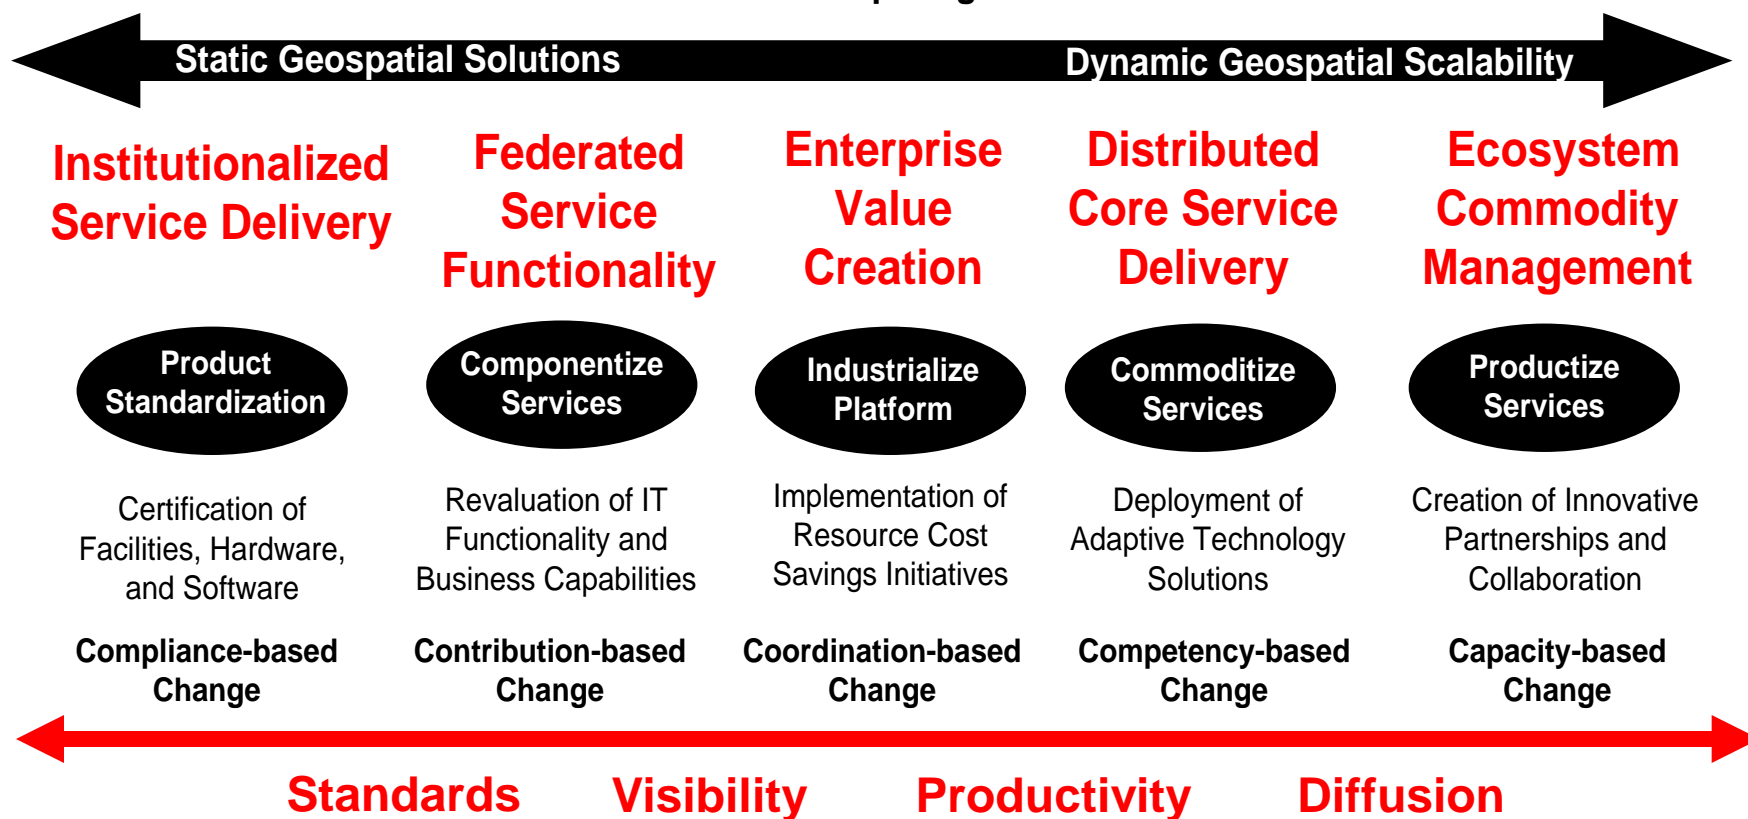 Static Geospatial Solutions
Dynamic Geospatial Scalability
Institutionalized
Service Delivery
Federated
Service
Functionality
Enterprise
Value
Creation
Distributed
Core Service
Delivery
Ecosystem
Commodity
Management
Product
Standardization
Componentize
Services
Industrialize
Platform
Commoditize
Services
Productize
Services
Certification of
Facilities, Hardware,
and Software
Revaluation of IT
Functionality and
Business Capabilities
Implementation of
Resource Cost
Savings Initiatives
Deployment of
Adaptive Technology
Solutions
Creation of Innovative
Partnerships and
Collaboration
Compliance-based
Change
Contribution-based
Change
Coordination-based
Change
Competency-based
Change
Capacity-based
Change
Standards
Visibility
Productivity
Diffusion